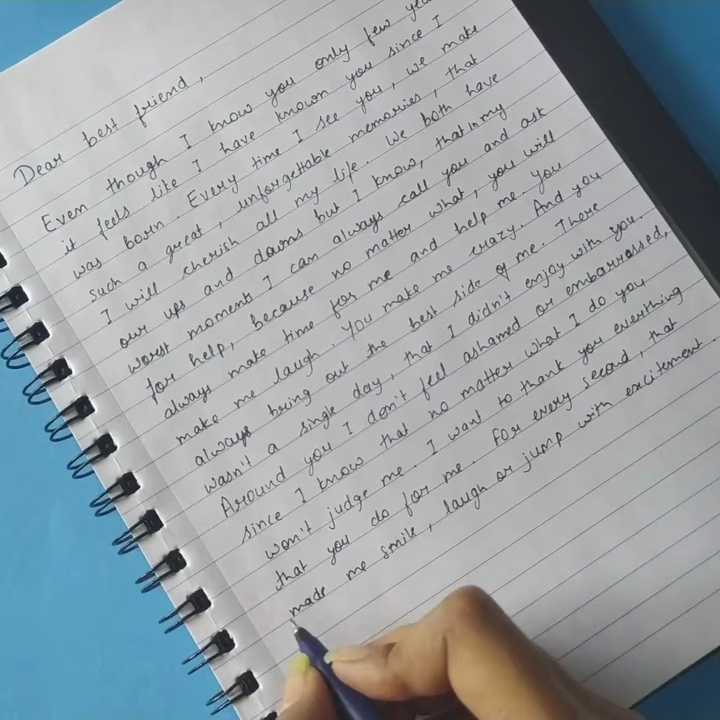 Dear best friend,
Even though I know you only few
it feels like I have known you since I
was born. Every time I see you, we make
such a great, unforgettable memories, that
I will cherish all my life. We both have
our ups and downs but I know, that in my
worst moments I can always call you and ask
for help, because no matter what, you will
always make time for me and help me. You
make me laugh. You make me crazy. And you
always bring out the best side of me. There
wasn't a single day, that I didn't enjoy with you.
Around you I don't feel ashamed or embarrossed,
since I know that no matter what I do you
won't judge me. I want to thank you everthing
that you do for me. For every second, that
made me smile, laugh or jump with excitement.